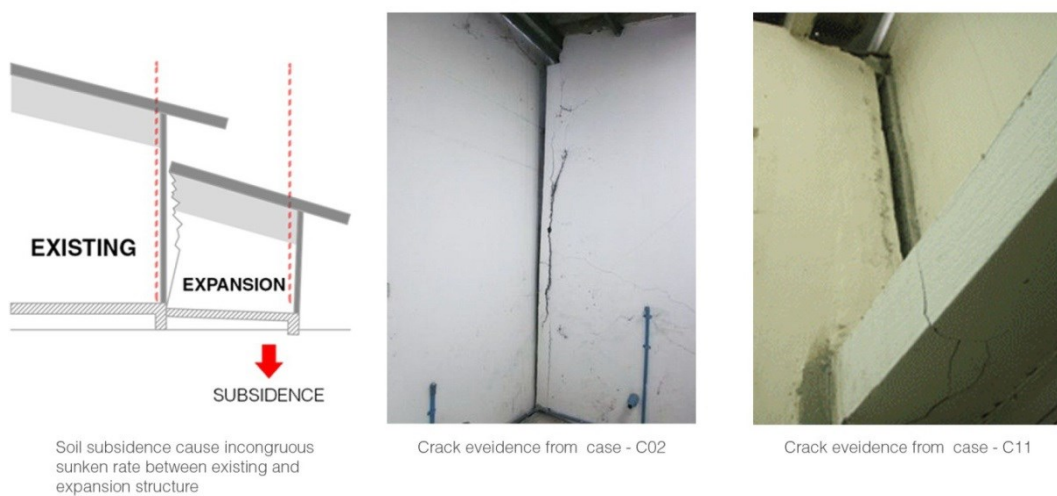 EXISTING
EXPANSION
SUBSIDENCE
Soil subsidence cause incongruous
sunken rate between existing and
expansion structure
Crack eveidence from case - C02
Crack eveidence from case - C11